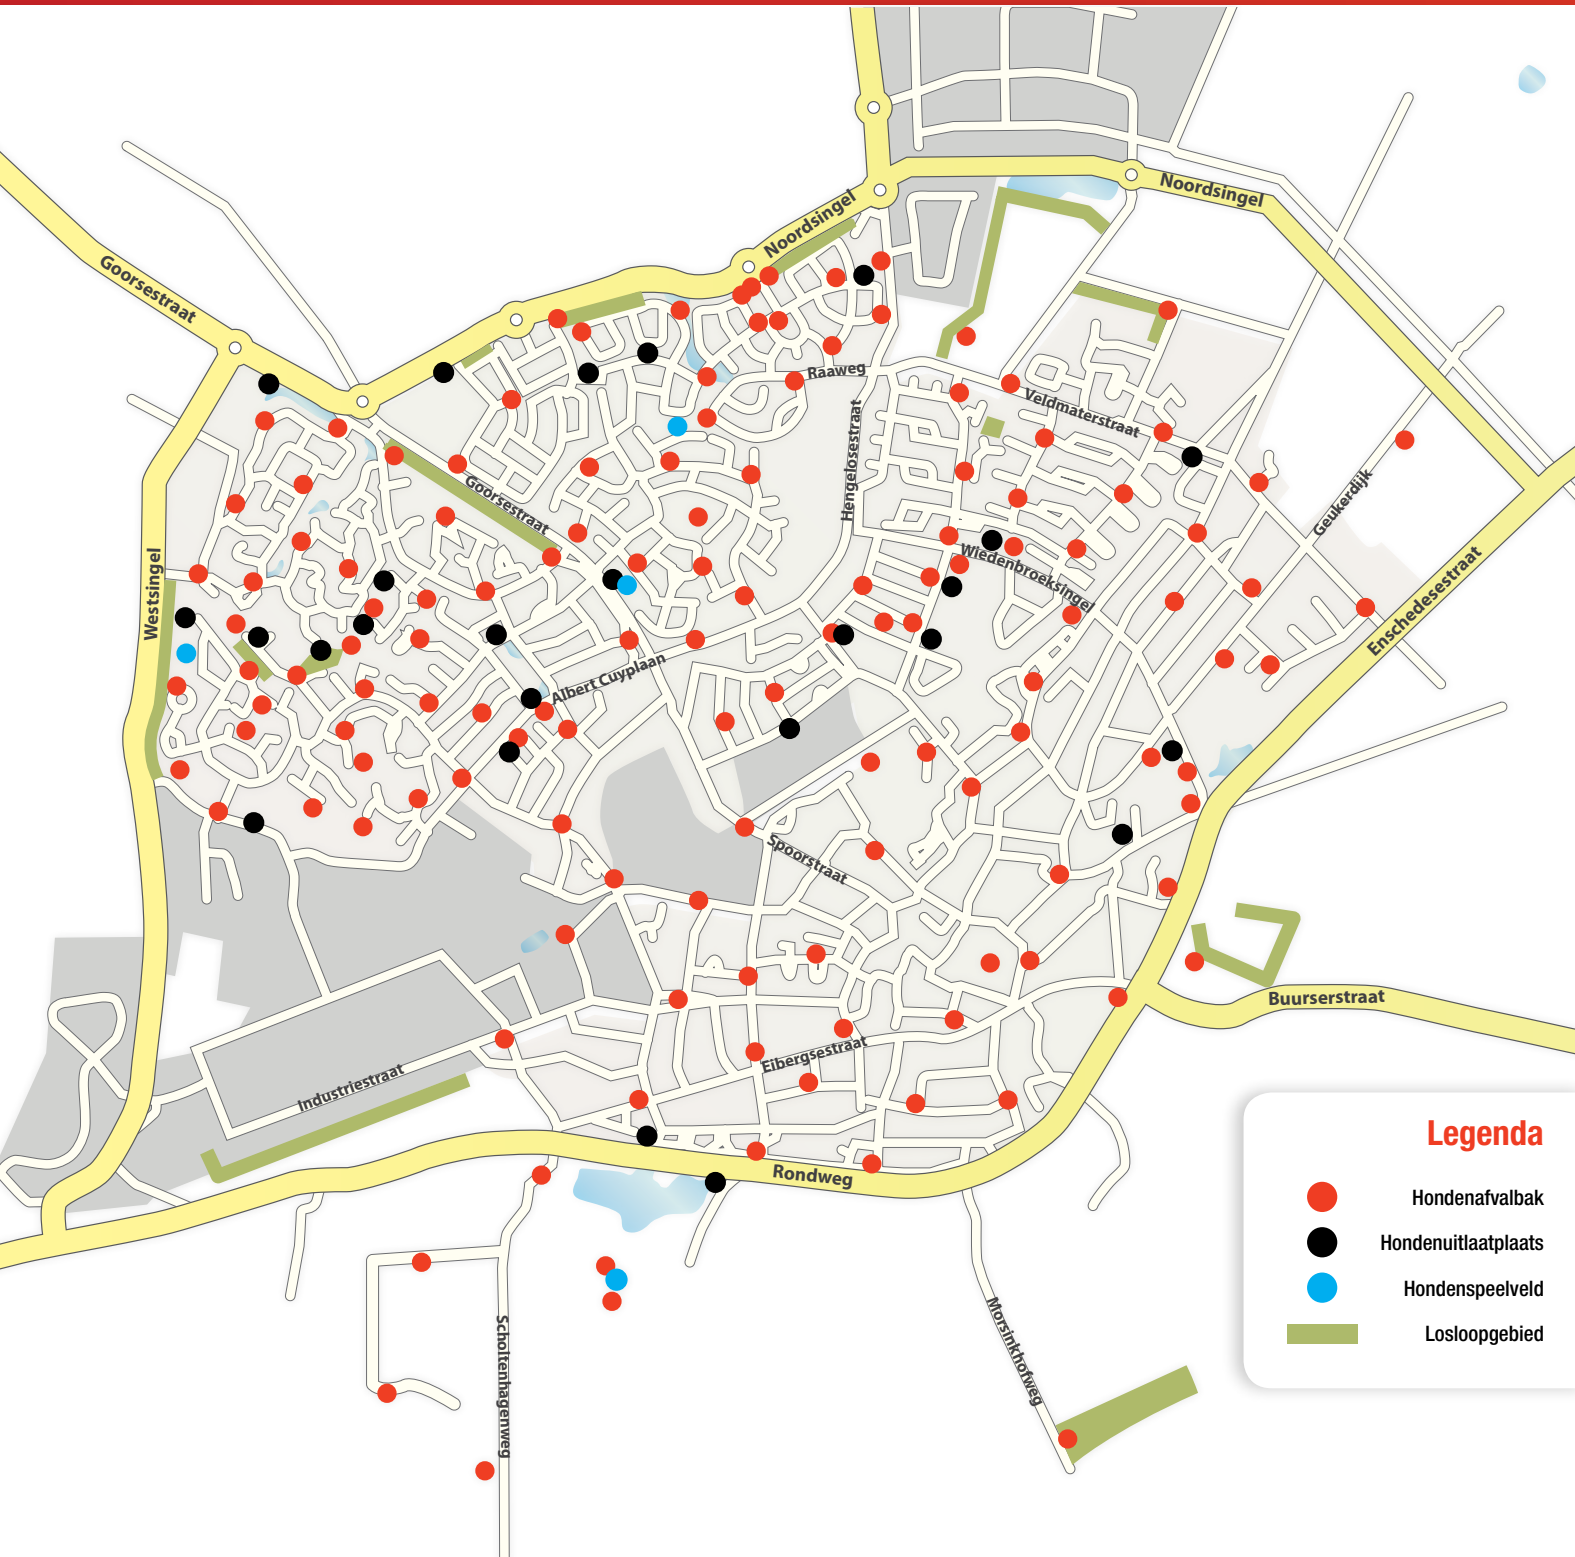 Noordsingel
Noordsingel
Goorsestraat
Raaweg
Veldmaterstraat
Hengelosestraat
Goorsestraat
Geukerdijk
Westsingel
Wiedenbroeksingel
Enschedesestraat
Albert Cuyplaan
Spoorstraat
Buurserstraat
Eibergsestraat
Industriestraat
Rondweg
Scholtenhagenweg
Morsinkhofweg
Legenda
Hondenafvalbak
Hondenuitlaatplaats
Hondenspeelveld
Losloopgebied